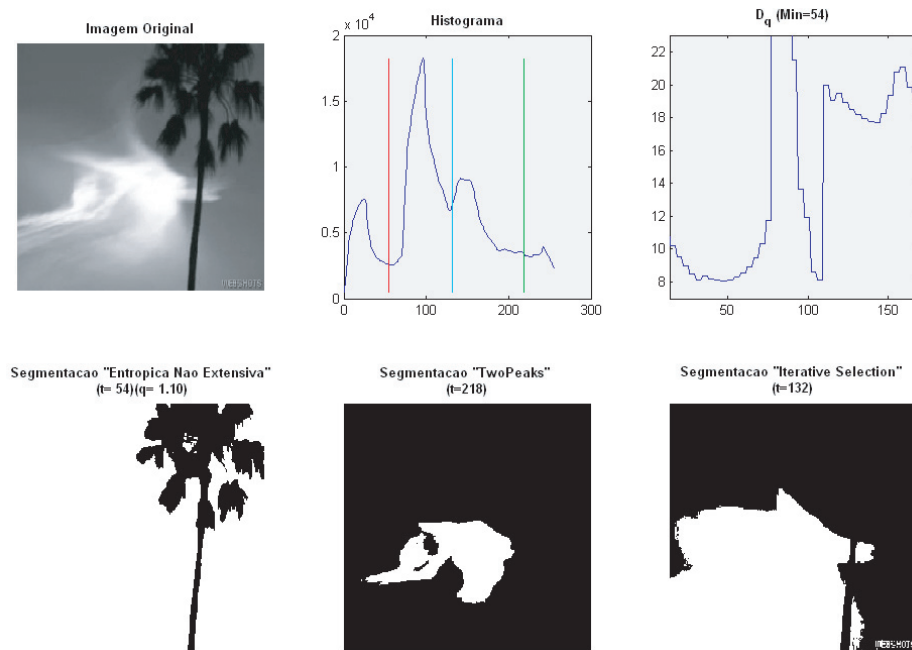 Imagem Original
Histograma
D_q (Min=54)
x 10^4
2
1.5
1
0.5
0
0
100
200
300
22
20
18
16
14
12
10
8
50
100
150
WEBSHOTS
Segmentacao "Entropica Nao Extensiva"
(t= 54)(q= 1.10)
Segmentacao "TwoPeaks"
(t=218)
Segmentacao "Iterative Selection"
(t=132)
WEBSHOTS